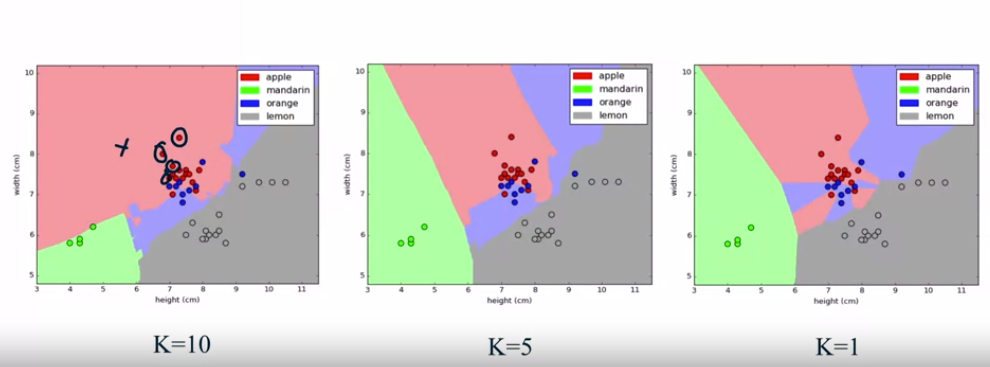 10
9
8
7
6
5
3 4 5 6 7 8 9 10 11
width (cm)
height (cm)
apple
mandarin
orange
lemon
K=10
10
9
8
7
6
5
3 4 5 6 7 8 9 10 11
width (cm)
height (cm)
apple
mandarin
orange
lemon
K=5
10
9
8
7
6
5
3 4 5 6 7 8 9 10 11
width (cm)
height (cm)
apple
mandarin
orange
lemon
K=1